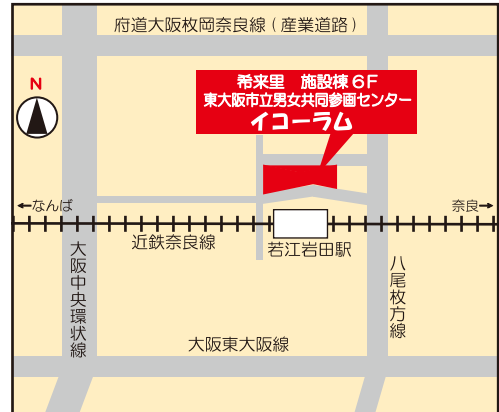 府道大阪枚岡奈良線（産業道路）
希来里 施設棟6F
東大阪市立男女共同参画センター
イコーラム
N
←なんば
奈良→
近鉄奈良線
若江岩田駅
大阪中央環状線
八尾枚方線
大阪東大阪線